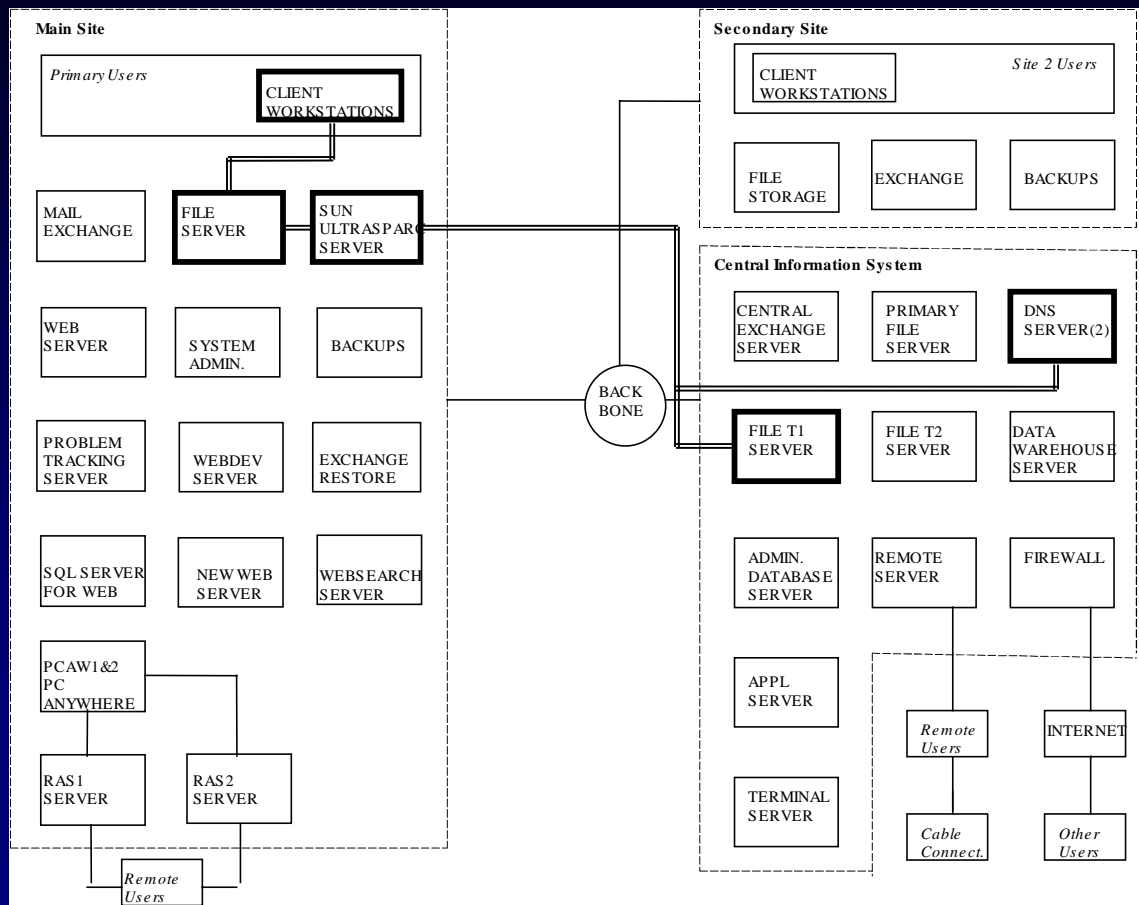 Main Site
Primary Users
CLIENT
WORKSTATIONS
MAIL
EXCHANGE
FILE
SERVER
SUN
ULTRASPARC
SERVER
WEB
SERVER
SYSTEM
ADMIN.
BACKUPS
PROBLEM
TRACKING
SERVER
WEBDEV
SERVER
EXCHANGE
RESTORE
SQL SERVER
FOR WEB
NEW WEB
SERVER
WEBSEARCH
SERVER
PCAW1&2
PC
ANYWHERE
RAS1
SERVER
RAS2
SERVER
Remote
Users
BACK
BONE
Secondary Site
CLIENT
WORKSTATIONS
Site 2 Users
FILE
STORAGE
EXCHANGE
BACKUPS
Central Information System
CENTRAL
EXCHANGE
SERVER
PRIMARY
FILE
SERVER
DNS
SERVER(2)
FILE T1
SERVER
FILE T2
SERVER
DATA
WAREHOUSE
SERVER
ADMIN.
DATABASE
SERVER
REMOTE
SERVER
FIREWALL
APPL
SERVER
Remote
Users
INTERNET
TERMINAL
SERVER
Cable
Connect.
Other
Users